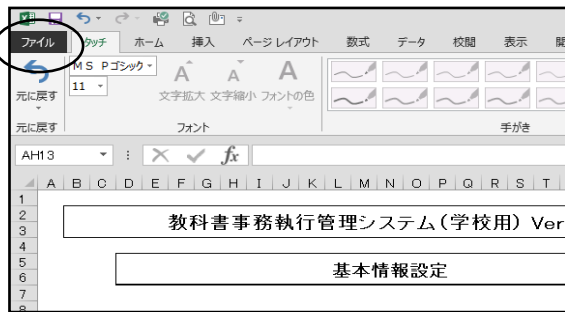 ファイル タッチ ホーム 挿入 ページ レイアウト 数式 データ 校閲 表示 開
MS Pゴシック
11
元に戻す 文字拡大 文字縮小 フォントの色
元に戻す フォント 手がき
AH13 fx
A B C D E F G H I J K L M N O P Q R S T
1
2
3 教科書事務執行管理システム(学校用) Ver
4
5
6 基本情報設定
7
8